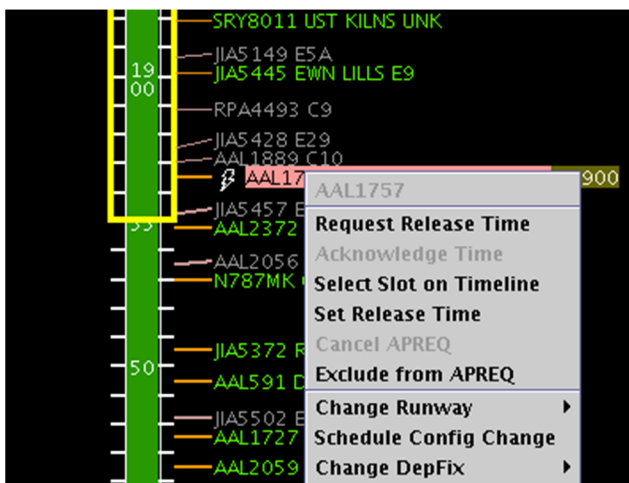 SRY8011 UST KILNS UNK
JIA5149 E5A
19
00
JIA5445 EWN LILLS E9
RPA4493 C9
JIA5428 E29
AAL1889 C10
AAL17
900
AAL1757
JIA5457 E
Request Release Time
55
AAL2372
Acknowledge Time
AAL2056
N787MK
Select Slot on Timeline
Set Release Time
Cancel APREQ
JIA5372 R
50
AAL591 D
Exclude from APREQ
JIA5502 E
Change Runway
AAL1727
Schedule Config Change
AAL2059
Change DepFix